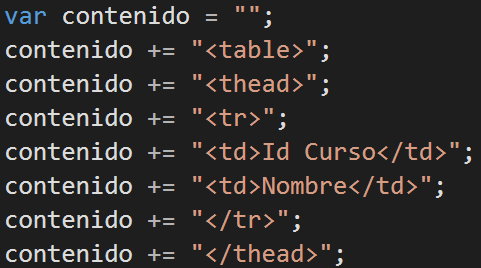 var contenido = "";
contenido += "<table>";
contenido += "<thead>";
contenido += "<tr>";
contenido += "<td>Id Curso</td>";
contenido += "<td>Nombre</td>";
contenido += "</tr>";
contenido += "</thead>";